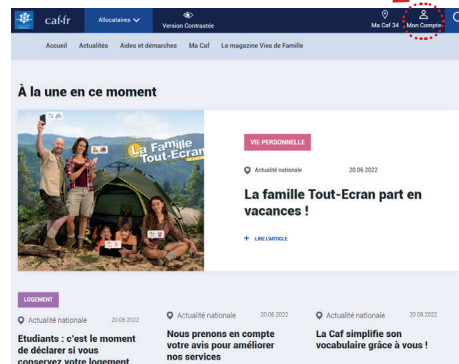 caf·fr
Allocataires
Version Contrastée
Ma Caf 34
Mon Compte
Accueil Actualités Aides et démarches Ma Caf Le magazine Vies de Famille
À la une en ce moment
La Famille
Tout-Ecran
VIE PERSONNELLE
Actualité nationale 20.06.2022
La famille Tout-Ecran part en
vacances !
+ LIRE L'ARTICLE
LOGEMENT
Actualité nationale 20.06.2022
Etudiants : c'est le moment
de déclarer si vous
conservez votre logement
Actualité nationale 20.06.2022
Nous prenons en compte
votre avis pour améliorer
nos services
Actualité nationale 20.06.2022
La Caf simplifie son
vocabulaire grâce à vous !